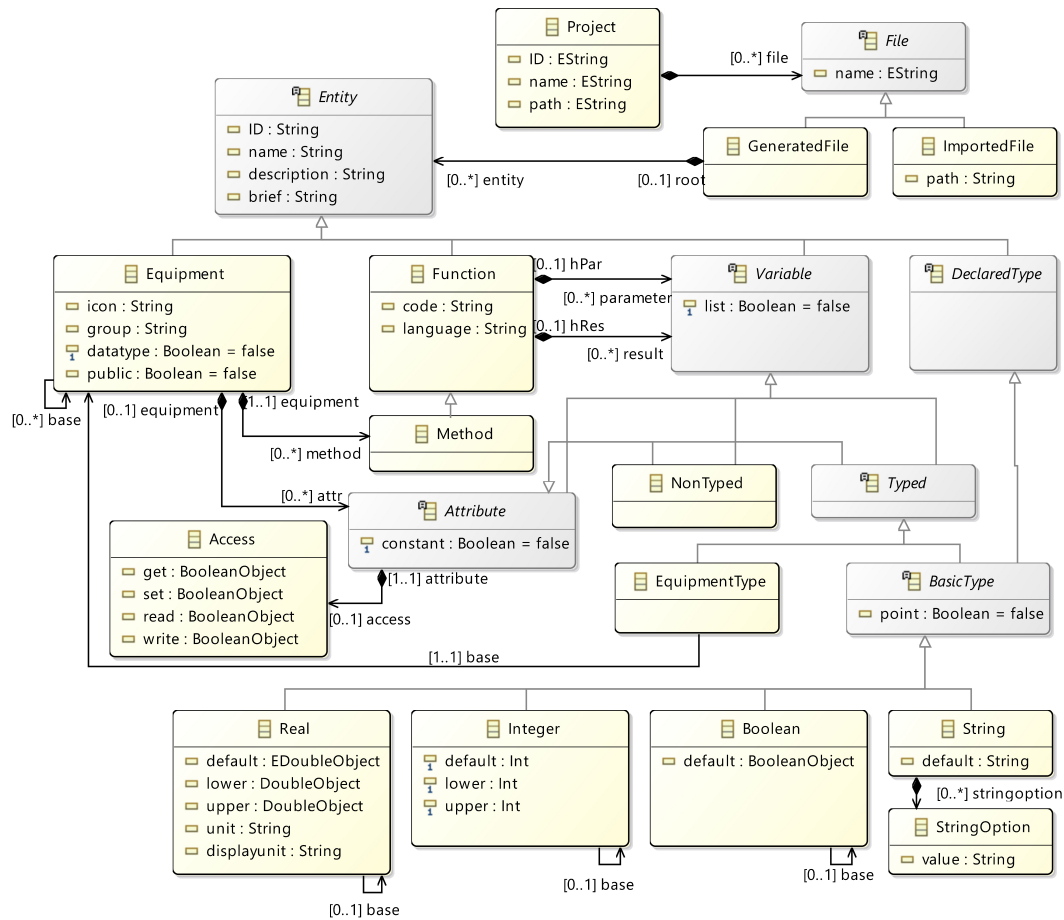 Project
ID : EString
name : EString
path : EString
[0..*] file
File
name : EString
Entity
ID : String
name : String
description : String
brief : String
GeneratedFile
ImportedFile
path : String
[0..*] entity
[0..1] root
Equipment
icon : String
group : String
datatype : Boolean = false
public : Boolean = false
Function
code : String
language : String
[0..1] hPar
[0..*] parameter
[0..1] hRes
[0..*] result
Variable
list : Boolean = false
DeclaredType
[0..*] base
[0..1] equipment
[1..1] equipment
[0..*] method
Method
[0..*] attr
Attribute
constant : Boolean = false
NonTyped
Typed
Access
get : BooleanObject
set : BooleanObject
read : BooleanObject
write : BooleanObject
[1..1] attribute
[0..1] access
EquipmentType
BasicType
point : Boolean = false
[1..1] base
Real
default : EDoubleObject
lower : DoubleObject
upper : DoubleObject
unit : String
displayunit : String
[0..1] base
Integer
default : Int
lower : Int
upper : Int
[0..1] base
Boolean
default : BooleanObject
[0..1] base
String
default : String
[0..*] stringoption
StringOption
value : String